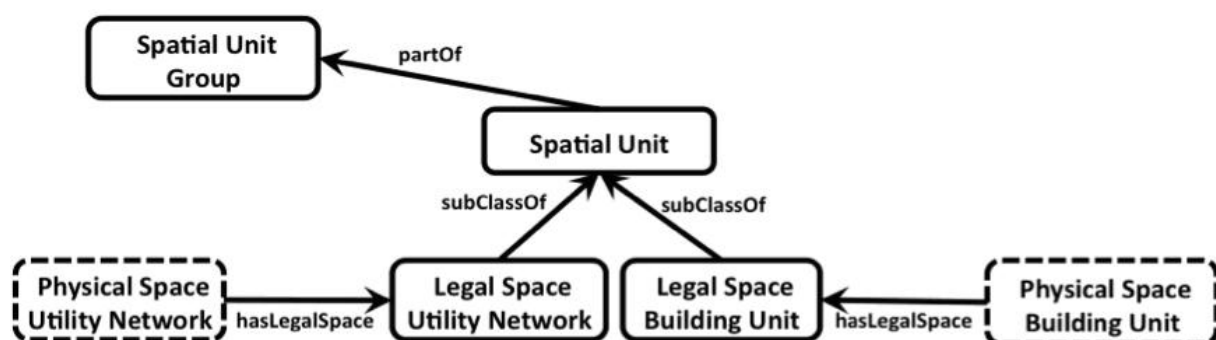 Spatial Unit
Group
partOf
Spatial Unit
subClassOf
subClassOf
Physical Space
Utility Network
hasLegalSpace
Legal Space
Utility Network
Legal Space
Building Unit
hasLegalSpace
Physical Space
Building Unit